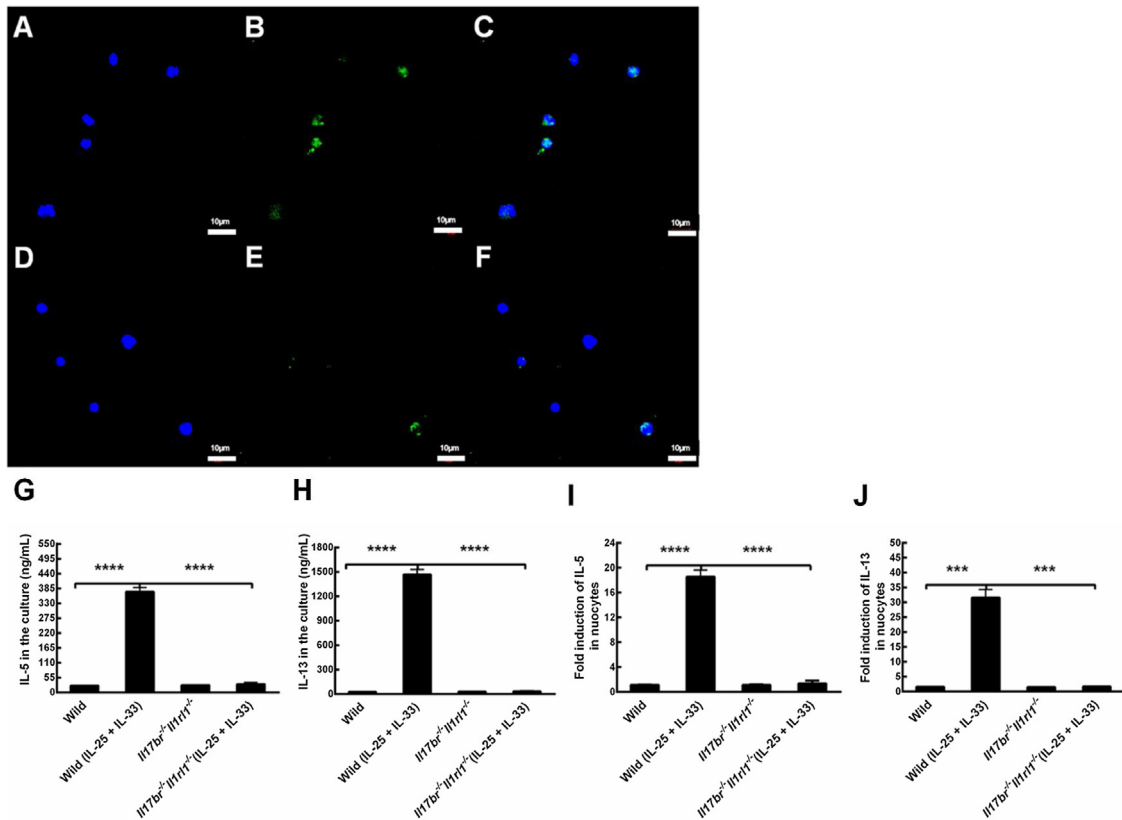 A
B
C
10µm
10µm
10µm
D
E
F
10µm
10µm
10µm
G
H
I
J
IL-5 in the culture (ng/mL)
550
495
440
385
330
275
220
165
110
55
0
**** ****
Wild
Wild (IL-25 + IL-33)
Il17br-/-Il1rl1-/-
Il17br-/-Il1rl1-/-(IL-25 + IL-33)
IL-13 in the culture (ng/mL)
1800
1500
1200
900
600
300
0
**** ****
Wild
Wild (IL-25 + IL-33)
Il17br-/-Il1rl1-/-
Il17br-/-Il1rl1-/-(IL-25 + IL-33)
Fold induction of IL-5
in nuocytes
24
20
16
12
8
4
0
**** ****
Wild
Wild (IL-25 + IL-33)
Il17br-/-Il1rl1-/-
Il17br-/-Il1rl1-/-(IL-25 + IL-33)
Fold induction of IL-13
in nuocytes
50
45
40
35
30
25
20
15
10
5
0
*** ***
Wild
Wild (IL-25 + IL-33)
Il17br-/-Il1rl1-/-
Il17br-/-Il1rl1-/-(IL-25 + IL-33)